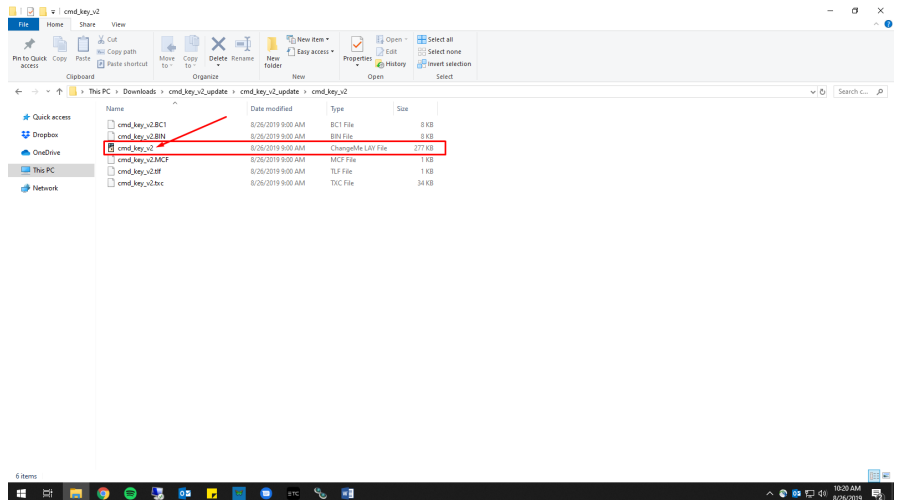 cmd_key_v2
File Home Share View
Pin to Quick access
Copy
Paste
Cut
Copy path
Paste shortcut
Clipboard
Move to
Copy to
Delete
Rename
Organize
New folder
New item
Easy access
New
Properties
Open
Edit
History
Open
Select all
Select none
Invert selection
Select
This PC › Downloads › cmd_key_v2_update › cmd_key_v2_update › cmd_key_v2
Search c...
Quick access
Dropbox
OneDrive
This PC
Network
Name Date modified Type Size
cmd_key_v2.BC1 8/26/2019 9:00 AM BC1 File 8 KB
cmd_key_v2.BIN 8/26/2019 9:00 AM BIN File 8 KB
cmd_key_v2 8/26/2019 9:00 AM ChangeMe LAY File 277 KB
cmd_key_v2.MCF 8/26/2019 9:00 AM MCF File 1 KB
cmd_key_v2.tlf 8/26/2019 9:00 AM TLF File 1 KB
cmd_key_v2.txc 8/26/2019 9:00 AM TXC File 34 KB
6 items
ETC
10:20 AM
8/26/2019